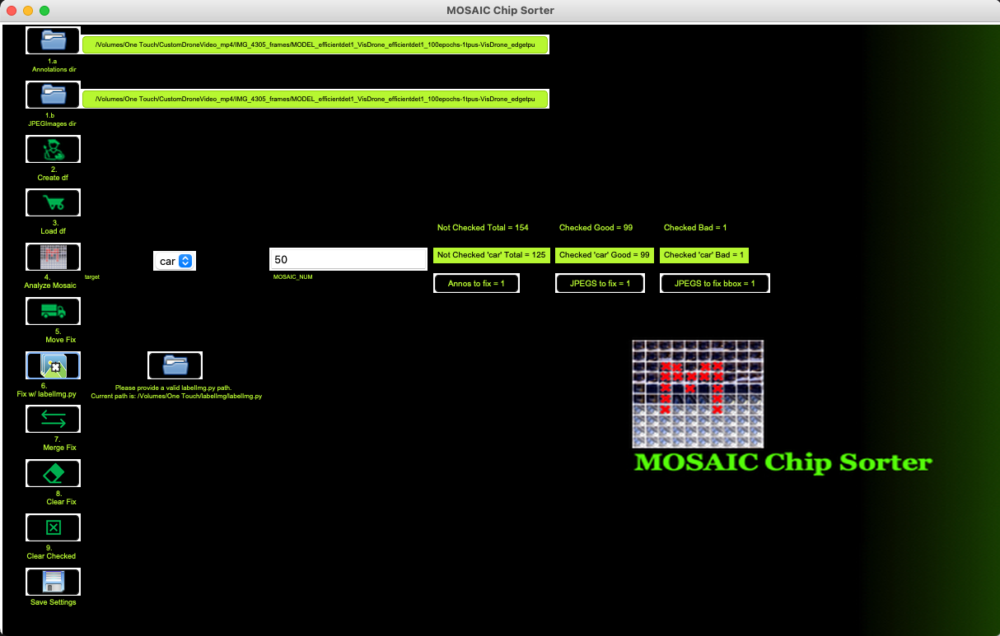 MOSAIC Chip Sorter
/Volumes/One Touch/CustomDroneVideo_mp4/IMG_4305_frames/MODEL_efficientdet1_VisDrone_efficientdet1_100epochs-1tpus-VisDrone_edgetpu
1.a
Annotations dir
/Volumes/One Touch/CustomDroneVideo_mp4/IMG_4305_frames/MODEL_efficientdet1_VisDrone_efficientdet1_100epochs-1tpus-VisDrone_edgetpu
1.b
JPEGImages dir
2.
Create df
3.
Load df
Not Checked Total = 154 Checked Good = 99 Checked Bad = 1
car 50 Not Checked 'car' Total = 125 Checked 'car' Good = 99 Checked 'car' Bad = 1
4.
Analyze Mosaic target MOSAIC_NUM Annos to fix = 1 JPEGS to fix = 1 JPEGS to fix bbox = 1
5.
Move Fix
6.
Fix w/ labelImg.py
Please provide a valid labelImg.py path.
Current path is: /Volumes/One Touch/labelImg/labelImg.py
7.
Merge Fix
MOSAIC Chip Sorter
8.
Clear Fix
9.
Clear Checked
Save Settings